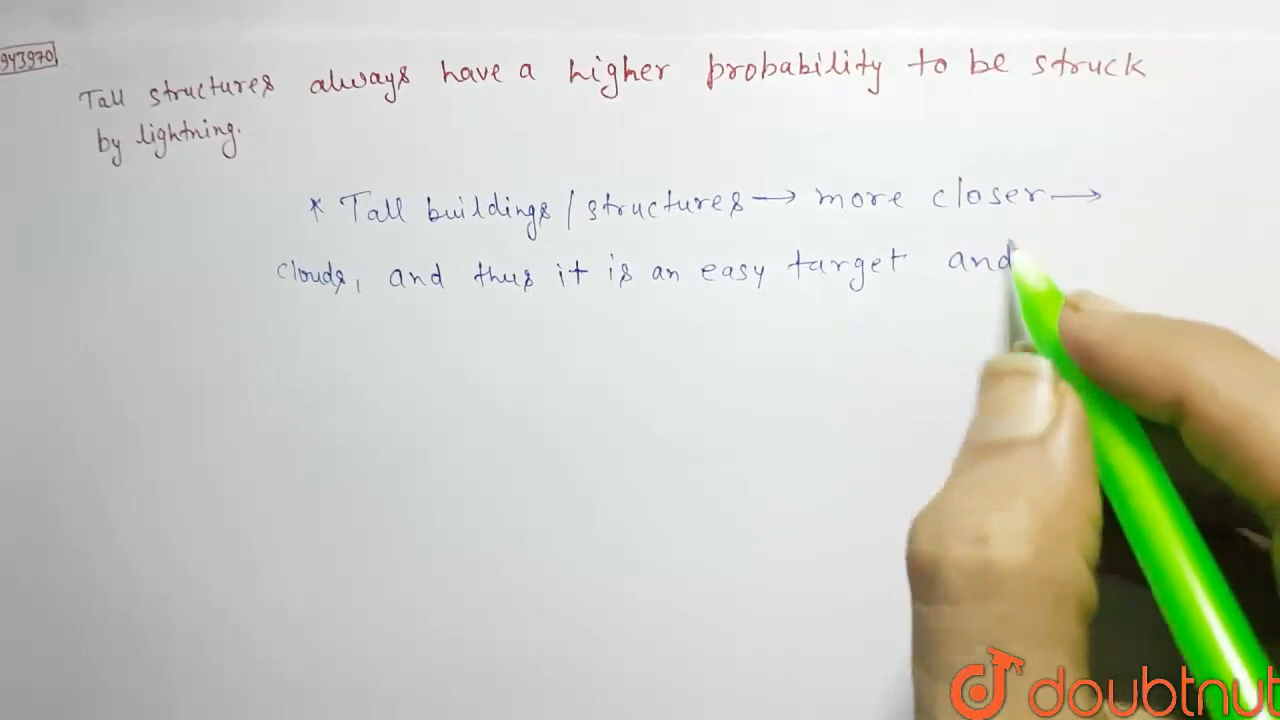 943970
Tall structures always have a higher probability to be struck
by lightning.
* Tall buildings / structures → more closer →
clouds, and thus it is an easy target and
doubtnut